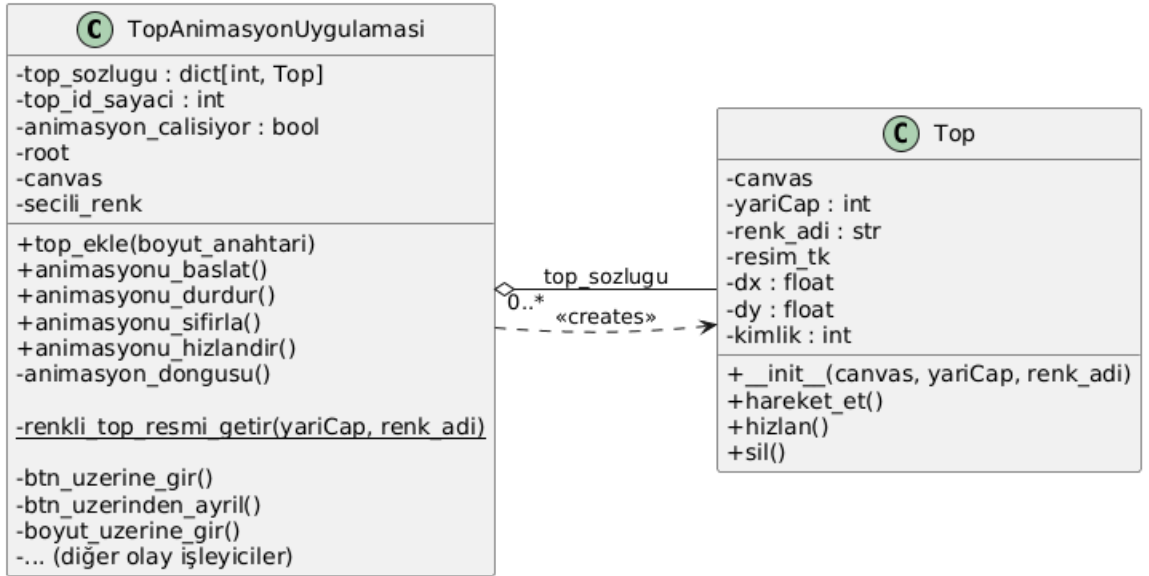 C TopAnimasyonUygulamasi
-top_sozlugu : dict[int, Top]
-top_id_sayaci : int
-animasyon_calisiyor : bool
-root
-canvas
-secili_renk
+top_ekle(boyut_anahtari)
+animasyonu_baslat()
+animasyonu_durdur()
+animasyonu_sifirla()
+animasyonu_hizlandir()
-animasyon_dongusu()
-renkli_top_resmi_getir(yariCap, renk_adi)
-btn_uzerine_gir()
-btn_uzerinden_ayril()
-boyut_uzerine_gir()
-... (diğer olay işleyiciler)
top_sozlugu
0..*
«creates»
C Top
-canvas
-yariCap : int
-renk_adi : str
-resim_tk
-dx : float
-dy : float
-kimlik : int
+__init__(canvas, yariCap, renk_adi)
+hareket_et()
+hizlan()
+sil()